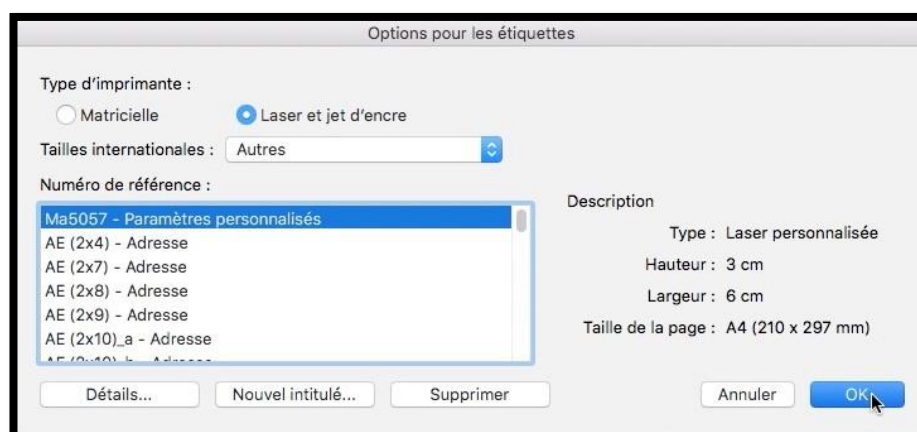 Options pour les étiquettes
Type d'imprimante :
Matricielle Laser et jet d'encre
Tailles internationales : Autres
Numéro de référence :
Ma5057 - Paramètres personnalisés
AE (2x4) - Adresse
AE (2x7) - Adresse
AE (2x8) - Adresse
AE (2x9) - Adresse
AE (2x10)_a - Adresse
Description
Type : Laser personnalisée
Hauteur : 3 cm
Largeur : 6 cm
Taille de la page : A4 (210 x 297 mm)
Détails... Nouvel intitulé... Supprimer Annuler OK